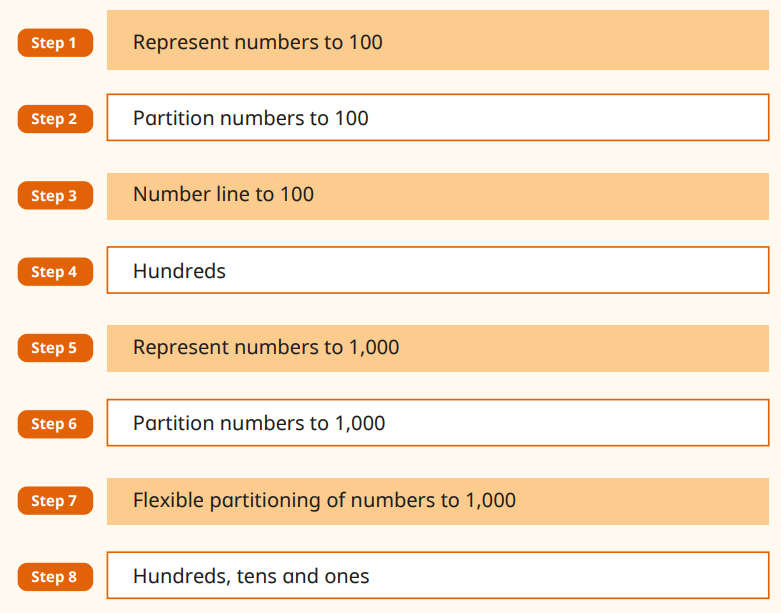 Step 1 Represent numbers to 100
Step 2 Partition numbers to 100
Step 3 Number line to 100
Step 4 Hundreds
Step 5 Represent numbers to 1,000
Step 6 Partition numbers to 1,000
Step 7 Flexible partitioning of numbers to 1,000
Step 8 Hundreds, tens and ones